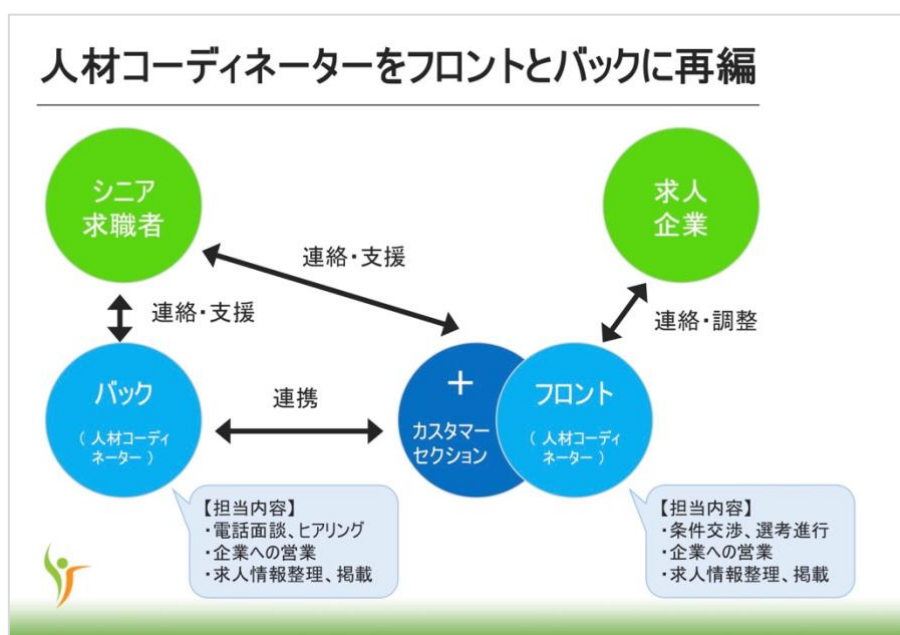 人材コーディネーターをフロントとバックに再編
シニア
求職者
求人
企業
連絡・支援
連絡・支援
連絡・調整
バック
（ 人材コーディ
ネーター ）
連携
＋
カスタマー
セクション
フロント
（ 人材コーディ
ネーター ）
【担当内容】
・電話面談、ヒアリング
・企業への営業
・求人情報整理、掲載
【担当内容】
・条件交渉、選考進行
・企業への営業
・求人情報整理、掲載